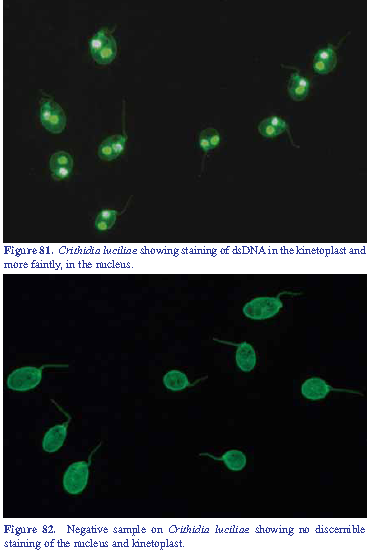 Figure 81. Crithidia luciliae showing staining of dsDNA in the kinetoplast and
more faintly, in the nucleus.
Figure 82. Negative sample on Crithidia luciliae showing no discernible
staining of the nucleus and kinetoplast.